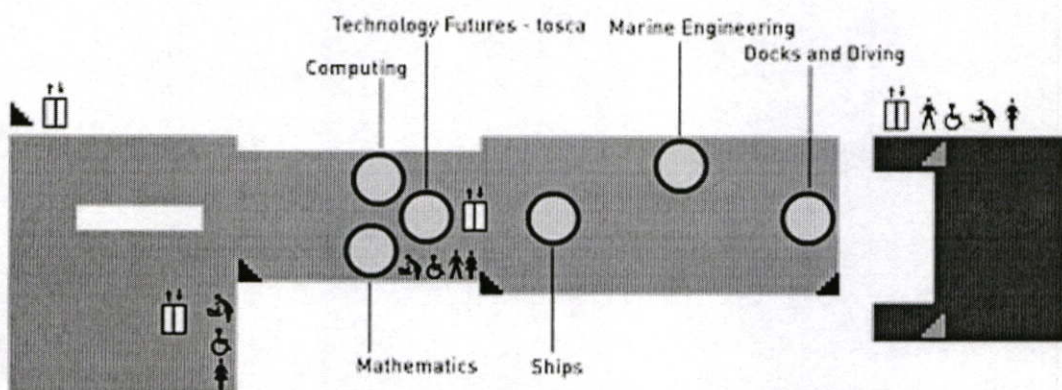 Technology Futures - tosca
Marine Engineering
Docks and Diving
Computing
Mathematics
Ships